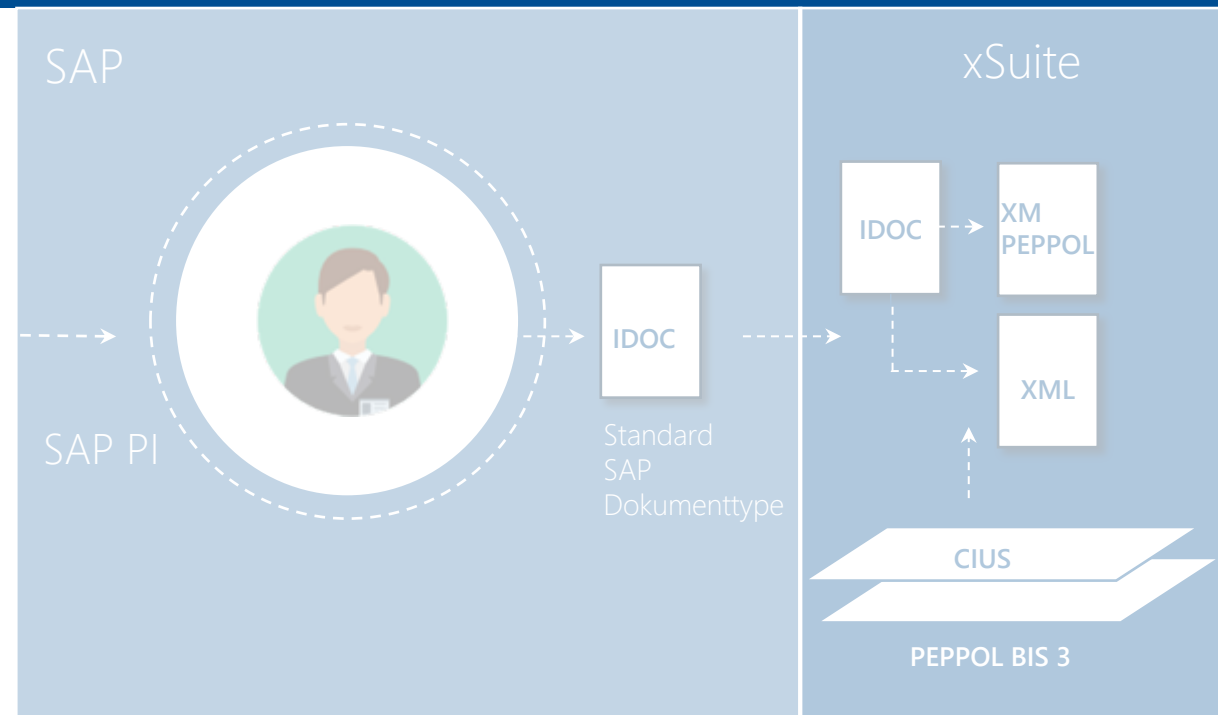 SAP
SAP PI
IDOC
Standard
SAP
Dokumenttype
xSuite
IDOC
XM
PEPPOL
XML
CIUS
PEPPOL BIS 3